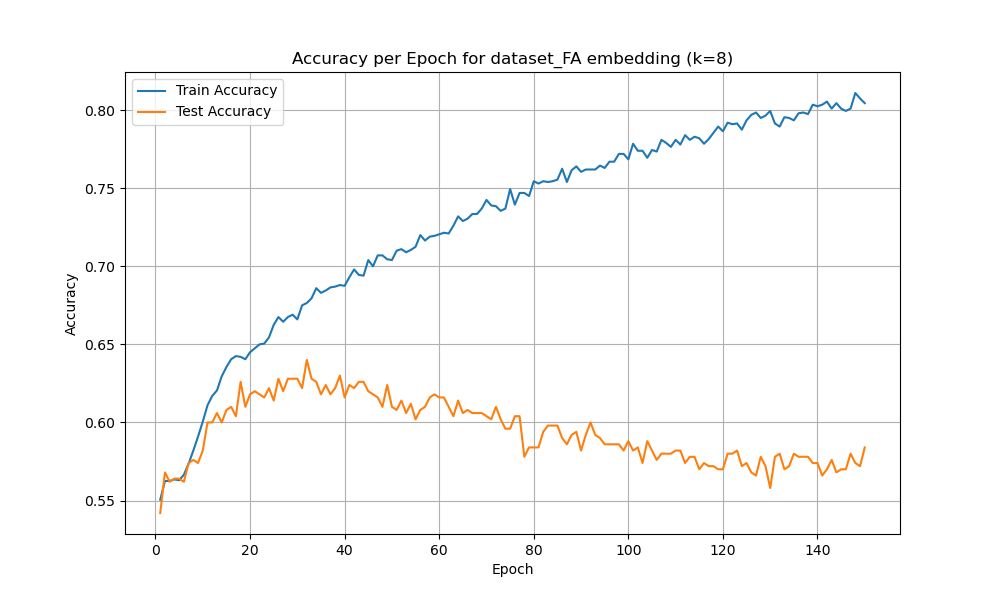 Accuracy per Epoch for dataset_FA embedding (k=8)
Train Accuracy
Test Accuracy
0.80
0.75
0.70
0.65
0.60
0.55
Accuracy
0 20 40 60 80 100 120 140
Epoch